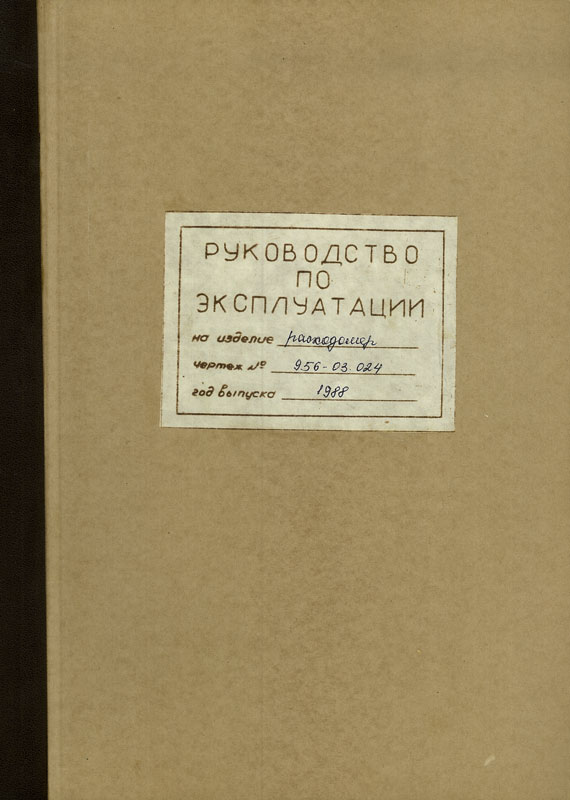 РУКОВОДСТВО
ПО
ЭКСПЛУАТАЦИИ
на изделие расходомер
чертеж № 956-03.024
год выпуска 1988